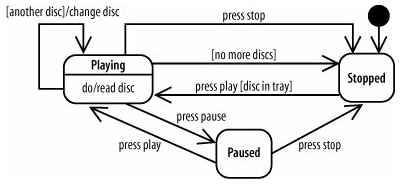 [another disc]/change disc
press stop
[no more discs]
Playing
do/read disc
Stopped
press play [disc in tray]
press pause
press play
Paused
press stop